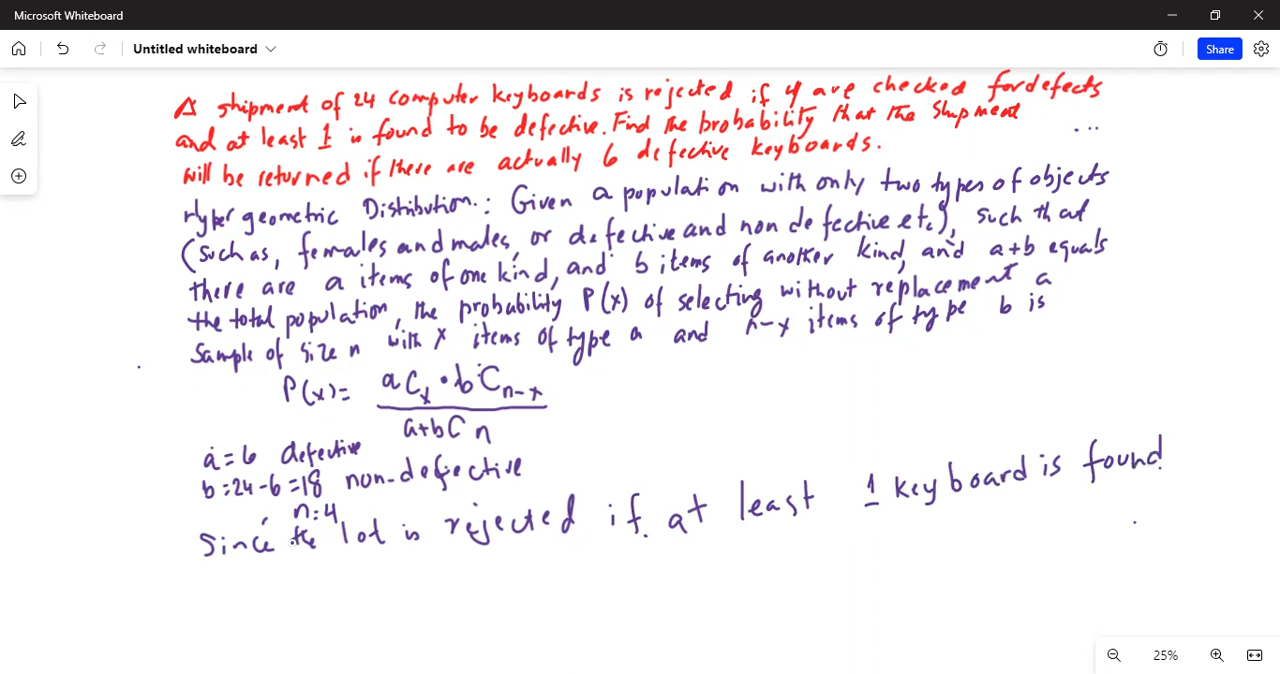 Microsoft Whiteboard
Untitled whiteboard
Share
A shipment of 24 computer keyboards is rejected if 4 are checked for defects
and at least 1 is found to be defective. Find the probability that the shipment
will be returned if there are actually 6 defective keyboards.
Hyper geometric Distribution.: Given a population with only two types of objects
(Such as, females and males, or defective and non defective etc.), such that
there are a items of one kind, and b items of another kind, and a+b equals
the total population, the probability P(x) of selecting without replacement a
Sample of size n with x items of type a and n-x items of type b is
P(x)= aCx • bCn-x
a+bCn
a=6 defective
b=24-6=18 non-defective
n:4
Since the lot is rejected if at least 1 keyboard is found
25%